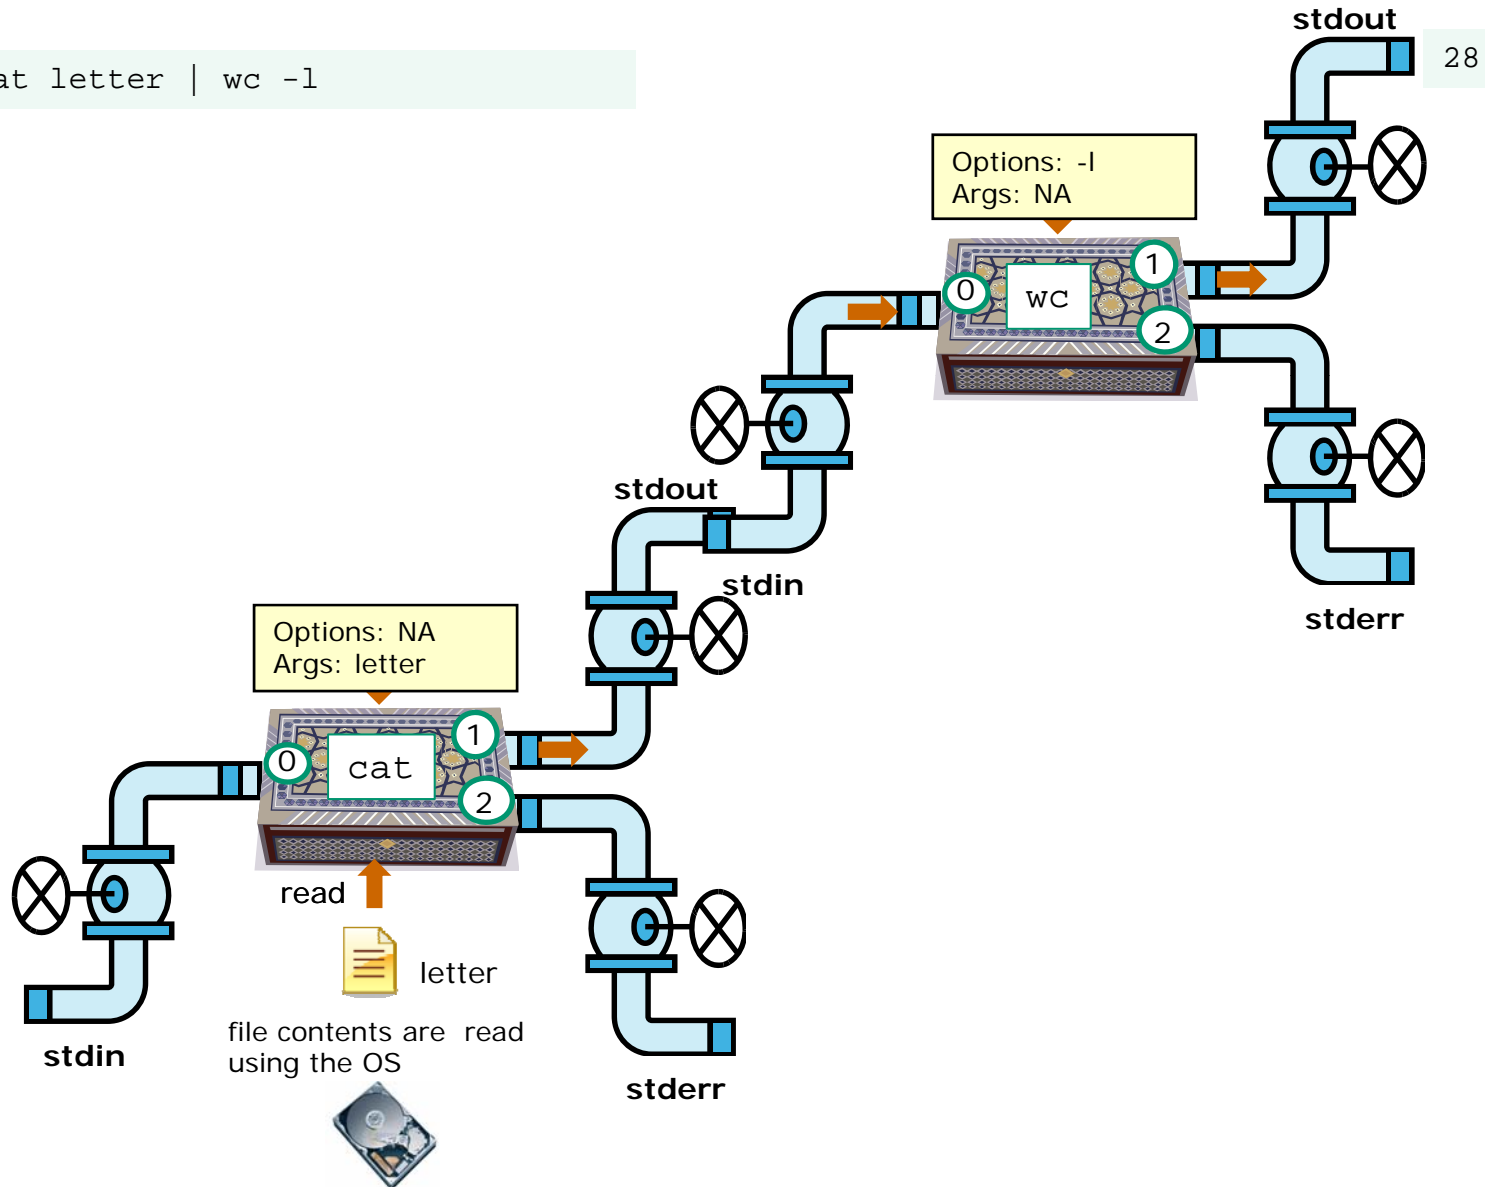 stdout
at letter | wc -l
28
Options: -l
Args: NA
1
0
wc
2
stdout
stdin
stderr
Options: NA
Args: letter
1
0
cat
2
read
letter
file contents are read
using the OS
stdin
stderr